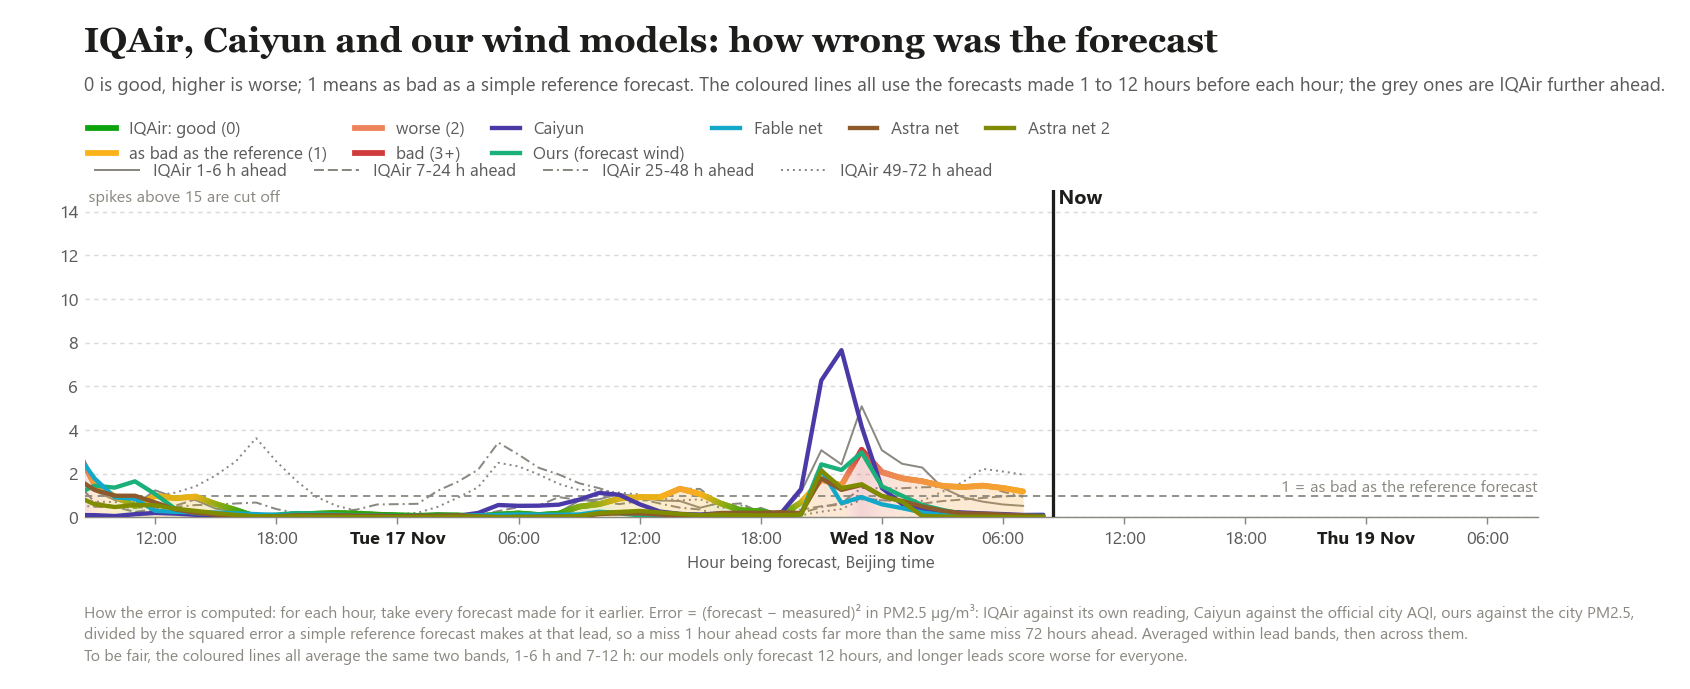 IQAir, Caiyun and our wind models: how wrong was the forecast
0 is good, higher is worse; 1 means as bad as a simple reference forecast. The coloured lines all use the forecasts made 1 to 12 hours before each hour; the grey ones are IQAir further ahead.
IQAir: good (0) worse (2) Caiyun Fable net Astra net Astra net 2
as bad as the reference (1) bad (3+) Ours (forecast wind)
IQAir 1-6 h ahead IQAir 7-24 h ahead IQAir 25-48 h ahead IQAir 49-72 h ahead
spikes above 15 are cut off
Now
14
12
10
8
6
4
2
0
1 = as bad as the reference forecast
12:00 18:00 Tue 17 Nov 06:00 12:00 18:00 Wed 18 Nov 06:00 12:00 18:00 Thu 19 Nov 06:00
Hour being forecast, Beijing time
How the error is computed: for each hour, take every forecast made for it earlier. Error = (forecast − measured)² in PM2.5 µg/m³: IQAir against its own reading, Caiyun against the official city AQI, ours against the city PM2.5,
divided by the squared error a simple reference forecast makes at that lead, so a miss 1 hour ahead costs far more than the same miss 72 hours ahead. Averaged within lead bands, then across them.
To be fair, the coloured lines all average the same two bands, 1-6 h and 7-12 h: our models only forecast 12 hours, and longer leads score worse for everyone.